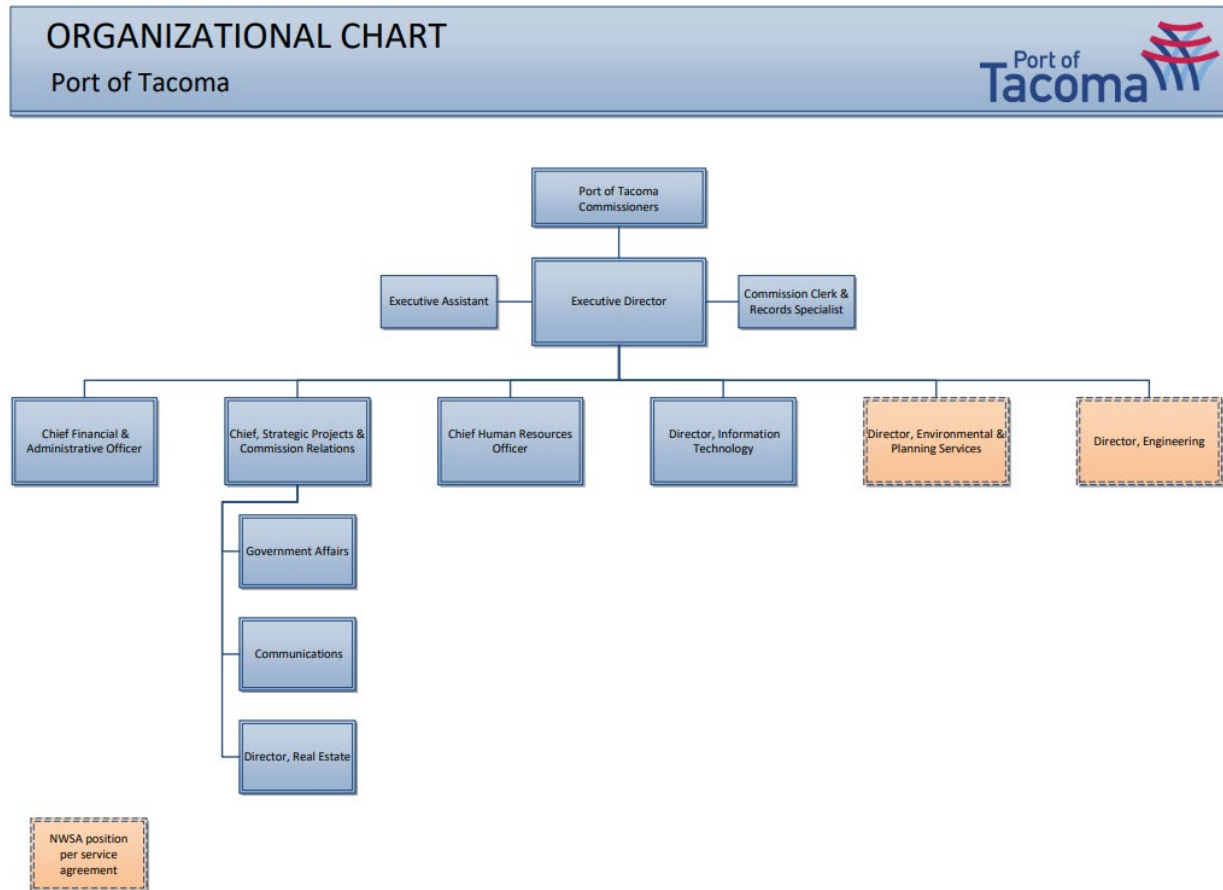 ORGANIZATIONAL CHART
Port of Tacoma
Port of
Tacoma
Port of Tacoma
Commissioners
Executive Assistant
Executive Director
Commission Clerk &
Records Specialist
Chief Financial &
Administrative Officer
Chief, Strategic Projects &
Commission Relations
Chief Human Resources
Officer
Director, Information
Technology
Director, Environmental &
Planning Services
Director, Engineering
Government Affairs
Communications
Director, Real Estate
NWSA position
per service
agreement